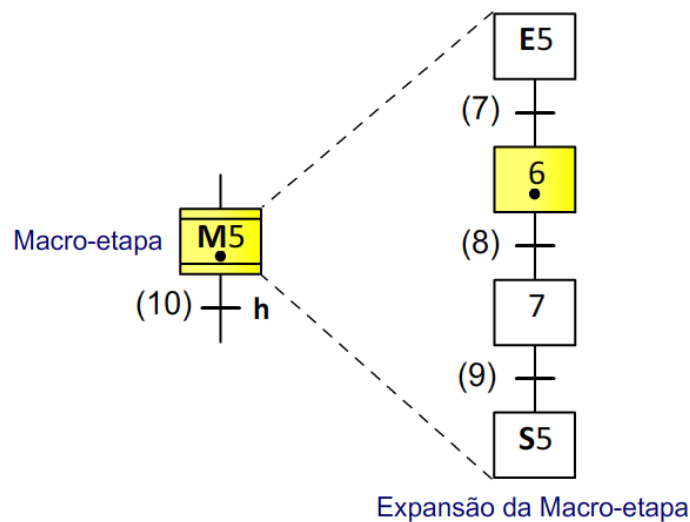 E5
(7)
6
Macro-etapa
M5
(8)
(10)
h
7
(9)
S5
Expansão da Macro-etapa